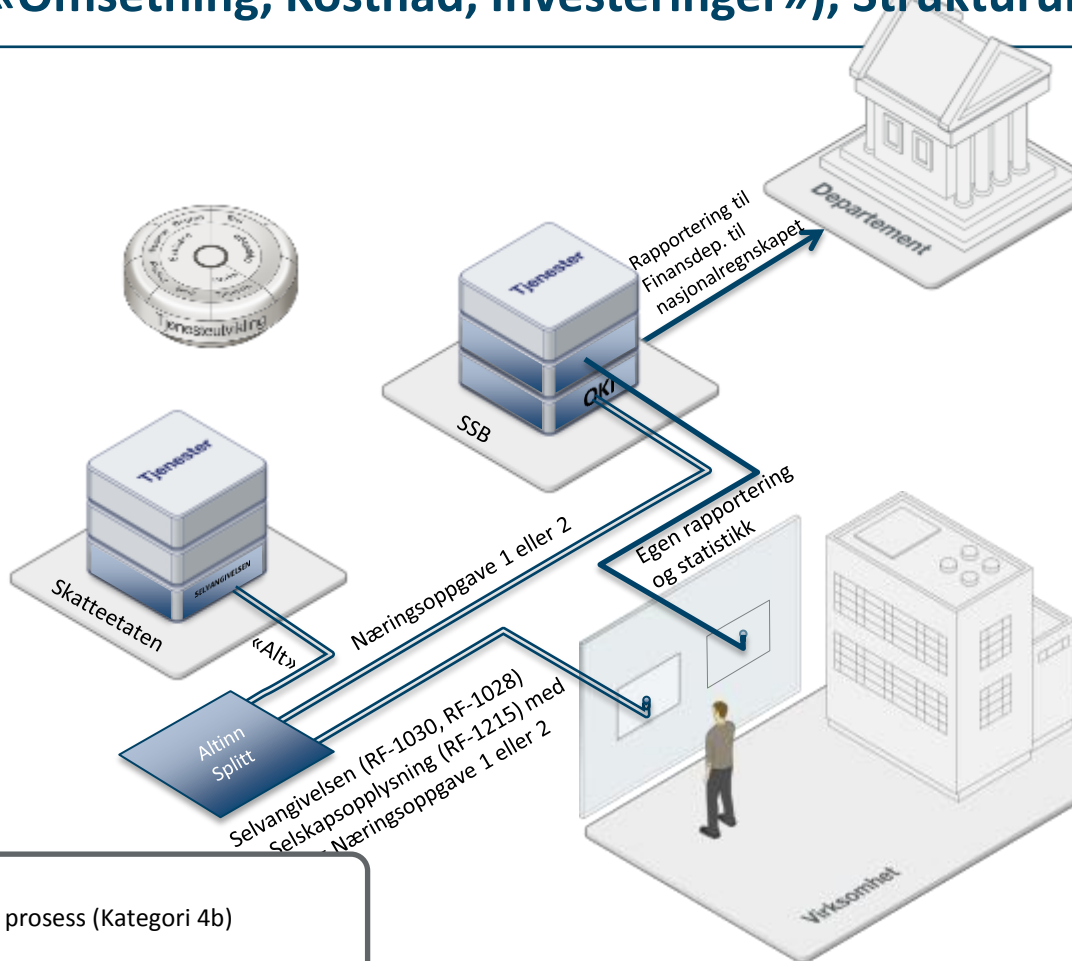 «Omsetning, Kostnad, Investeringer»), Struktur
Departement
Rapportering til
Finansdep. til
nasjonalregnskapet
Tjenester
OKI
SSB
Tjenesteutvikling
Tjenester
SELVANGIVELSEN
Skatteetaten
«Alt»
Næringsoppgave 1 eller 2
Egen rapportering
og statistikk
Altinn
Splitt
Selvangivelsen (RF-1030, RF-1028)
Selskapsopplysning (RF-1215) med
Næringsoppgave 1 eller 2
Virksomhet
prosess (Kategori 4b)